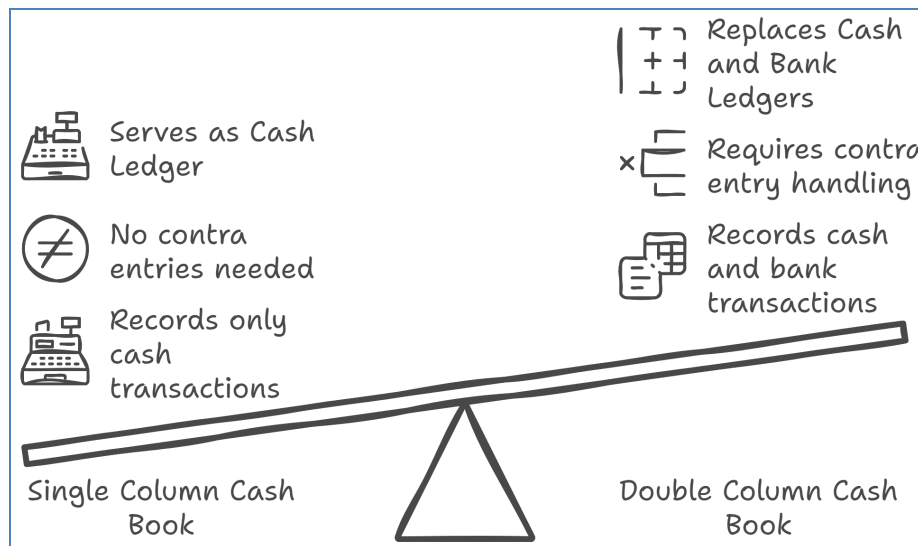 Serves as Cash
Ledger
No contra
entries needed
Records only
cash
transactions
Single Column Cash
Book
Replaces Cash
and Bank
Ledgers
Requires contra
entry handling
Records cash
and bank
transactions
Double Column Cash
Book